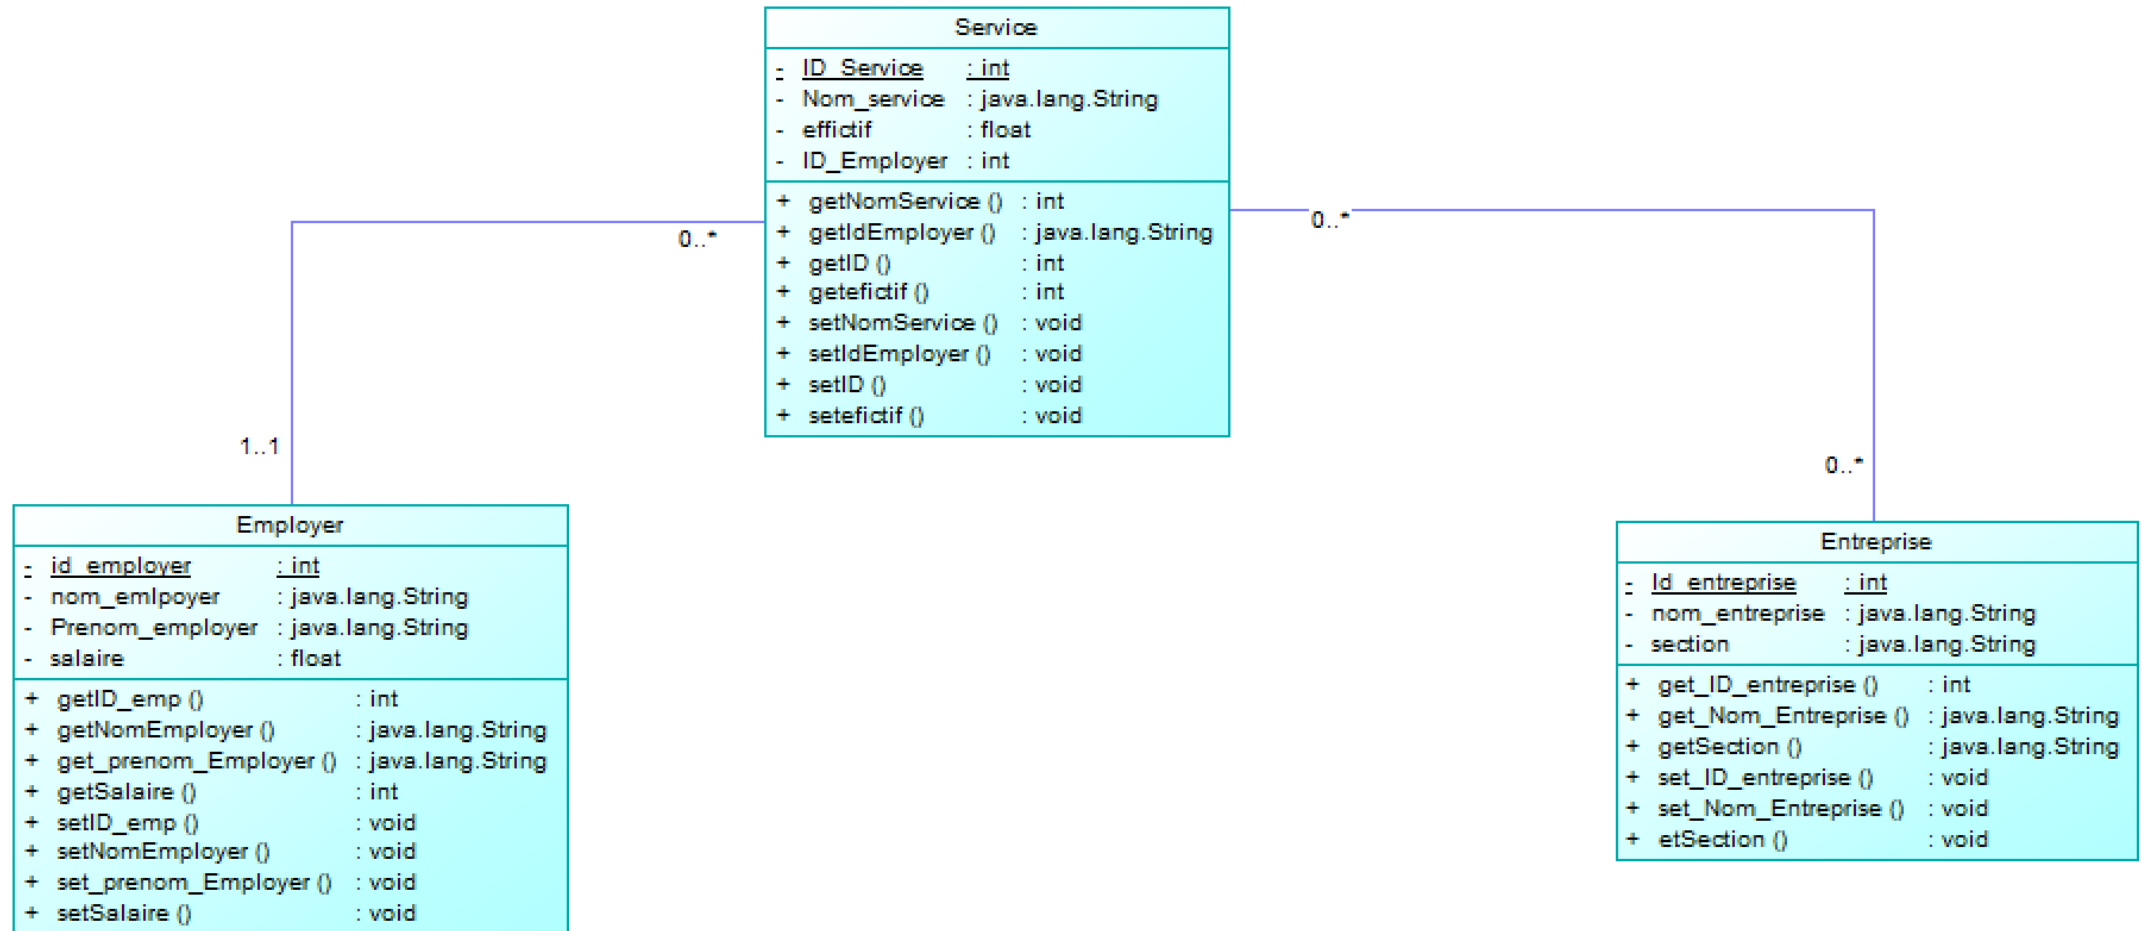 Service
- ID_Service : int
- Nom_service : java.lang.String
- effictif : float
- ID_Employer : int
+ getNomService () : int
+ getIdEmployer () : java.lang.String
+ getID () : int
+ getefictif () : int
+ setNomService () : void
+ setIdEmployer () : void
+ setID () : void
+ setefictif () : void
0..*
0..*
1..1
0..*
Employer
- id_employer : int
- nom_emlpoyer : java.lang.String
- Prenom_employer : java.lang.String
- salaire : float
+ getID_emp () : int
+ getNomEmployer () : java.lang.String
+ get_prenom_Employer () : java.lang.String
+ getSalaire () : int
+ setID_emp () : void
+ setNomEmployer () : void
+ set_prenom_Employer () : void
+ setSalaire () : void
Entreprise
- Id_entreprise : int
- nom_entreprise : java.lang.String
- section : java.lang.String
+ get_ID_entreprise () : int
+ get_Nom_Entreprise () : java.lang.String
+ getSection () : java.lang.String
+ set_ID_entreprise () : void
+ set_Nom_Entreprise () : void
+ etSection () : void